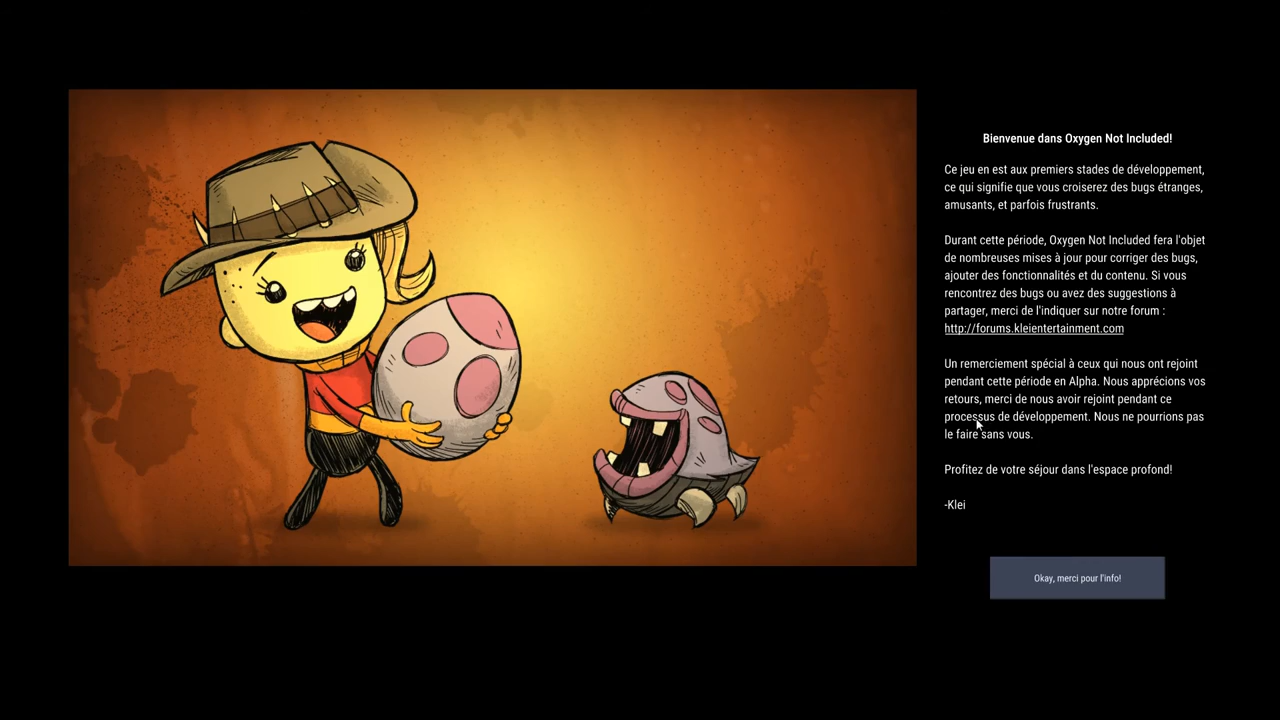 Bienvenue dans Oxygen Not Included!
Ce jeu en est aux premiers stades de développement,
ce qui signifie que vous croiserez des bugs étranges,
amusants, et parfois frustrants.
Durant cette période, Oxygen Not Included fera l'objet
de nombreuses mises à jour pour corriger des bugs,
ajouter des fonctionnalités et du contenu. Si vous
rencontrez des bugs ou avez des suggestions à
partager, merci de l'indiquer sur notre forum :
http://forums.kleientertainment.com
Un remerciement spécial à ceux qui nous ont rejoint
pendant cette période en Alpha. Nous apprécions vos
retours, merci de nous avoir rejoint pendant ce
processus de développement. Nous ne pourrions pas
le faire sans vous.
Profitez de votre séjour dans l'espace profond!
-Klei
Okay, merci pour l'info!